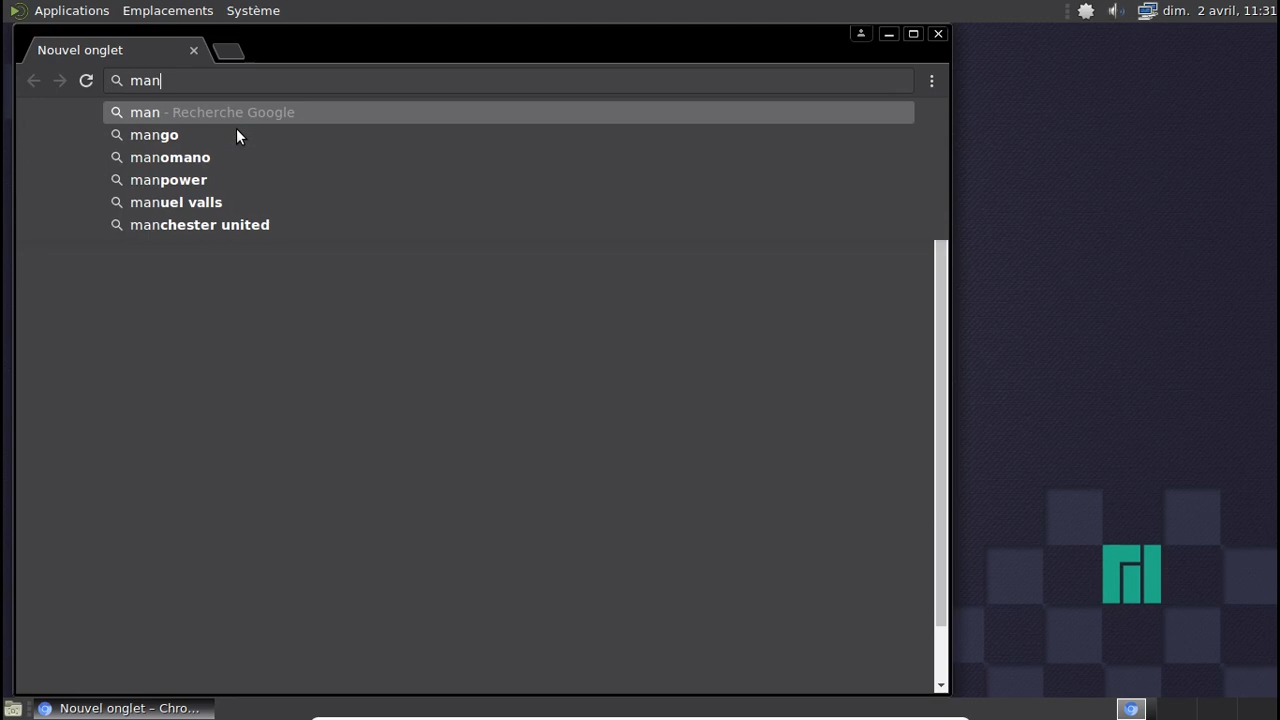 Applications Emplacements Système dim. 2 avril, 11:31
Nouvel onglet
man
man - Recherche Google
mango
manomano
manpower
manuel valls
manchester united
Nouvel onglet – Chro...